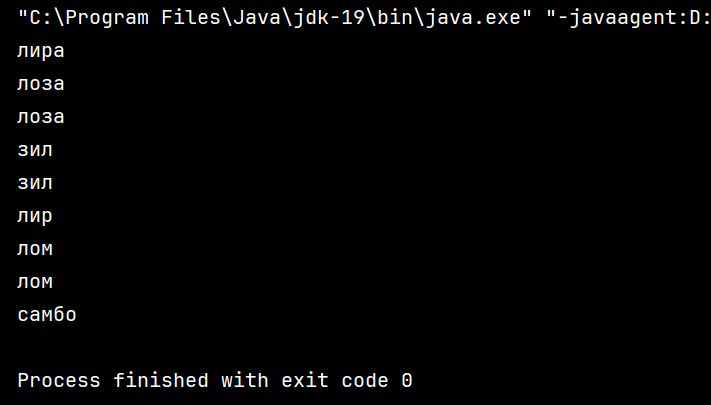 "C:\Program Files\Java\jdk-19\bin\java.exe" "-javaagent:D:
лира
лоза
лоза
зил
зил
лир
лом
лом
самбо
Process finished with exit code 0